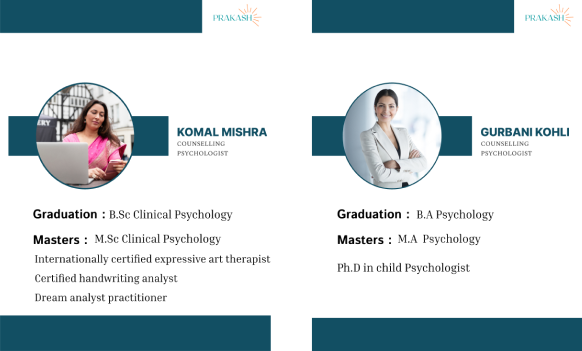 PRAKASH
KOMAL MISHRA
COUNSELLING
PSYCHOLOGIST
Graduation : B.Sc Clinical Psychology
Masters : M.Sc Clinical Psychology
Internationally certified expressive art therapist
Certified handwriting analyst
Dream analyst practitioner
PRAKASH
GURBANI KOHLI
COUNSELLING
PSYCHOLOGIST
Graduation : B.A Psychology
Masters : M.A Psychology
Ph.D in child Psychologist